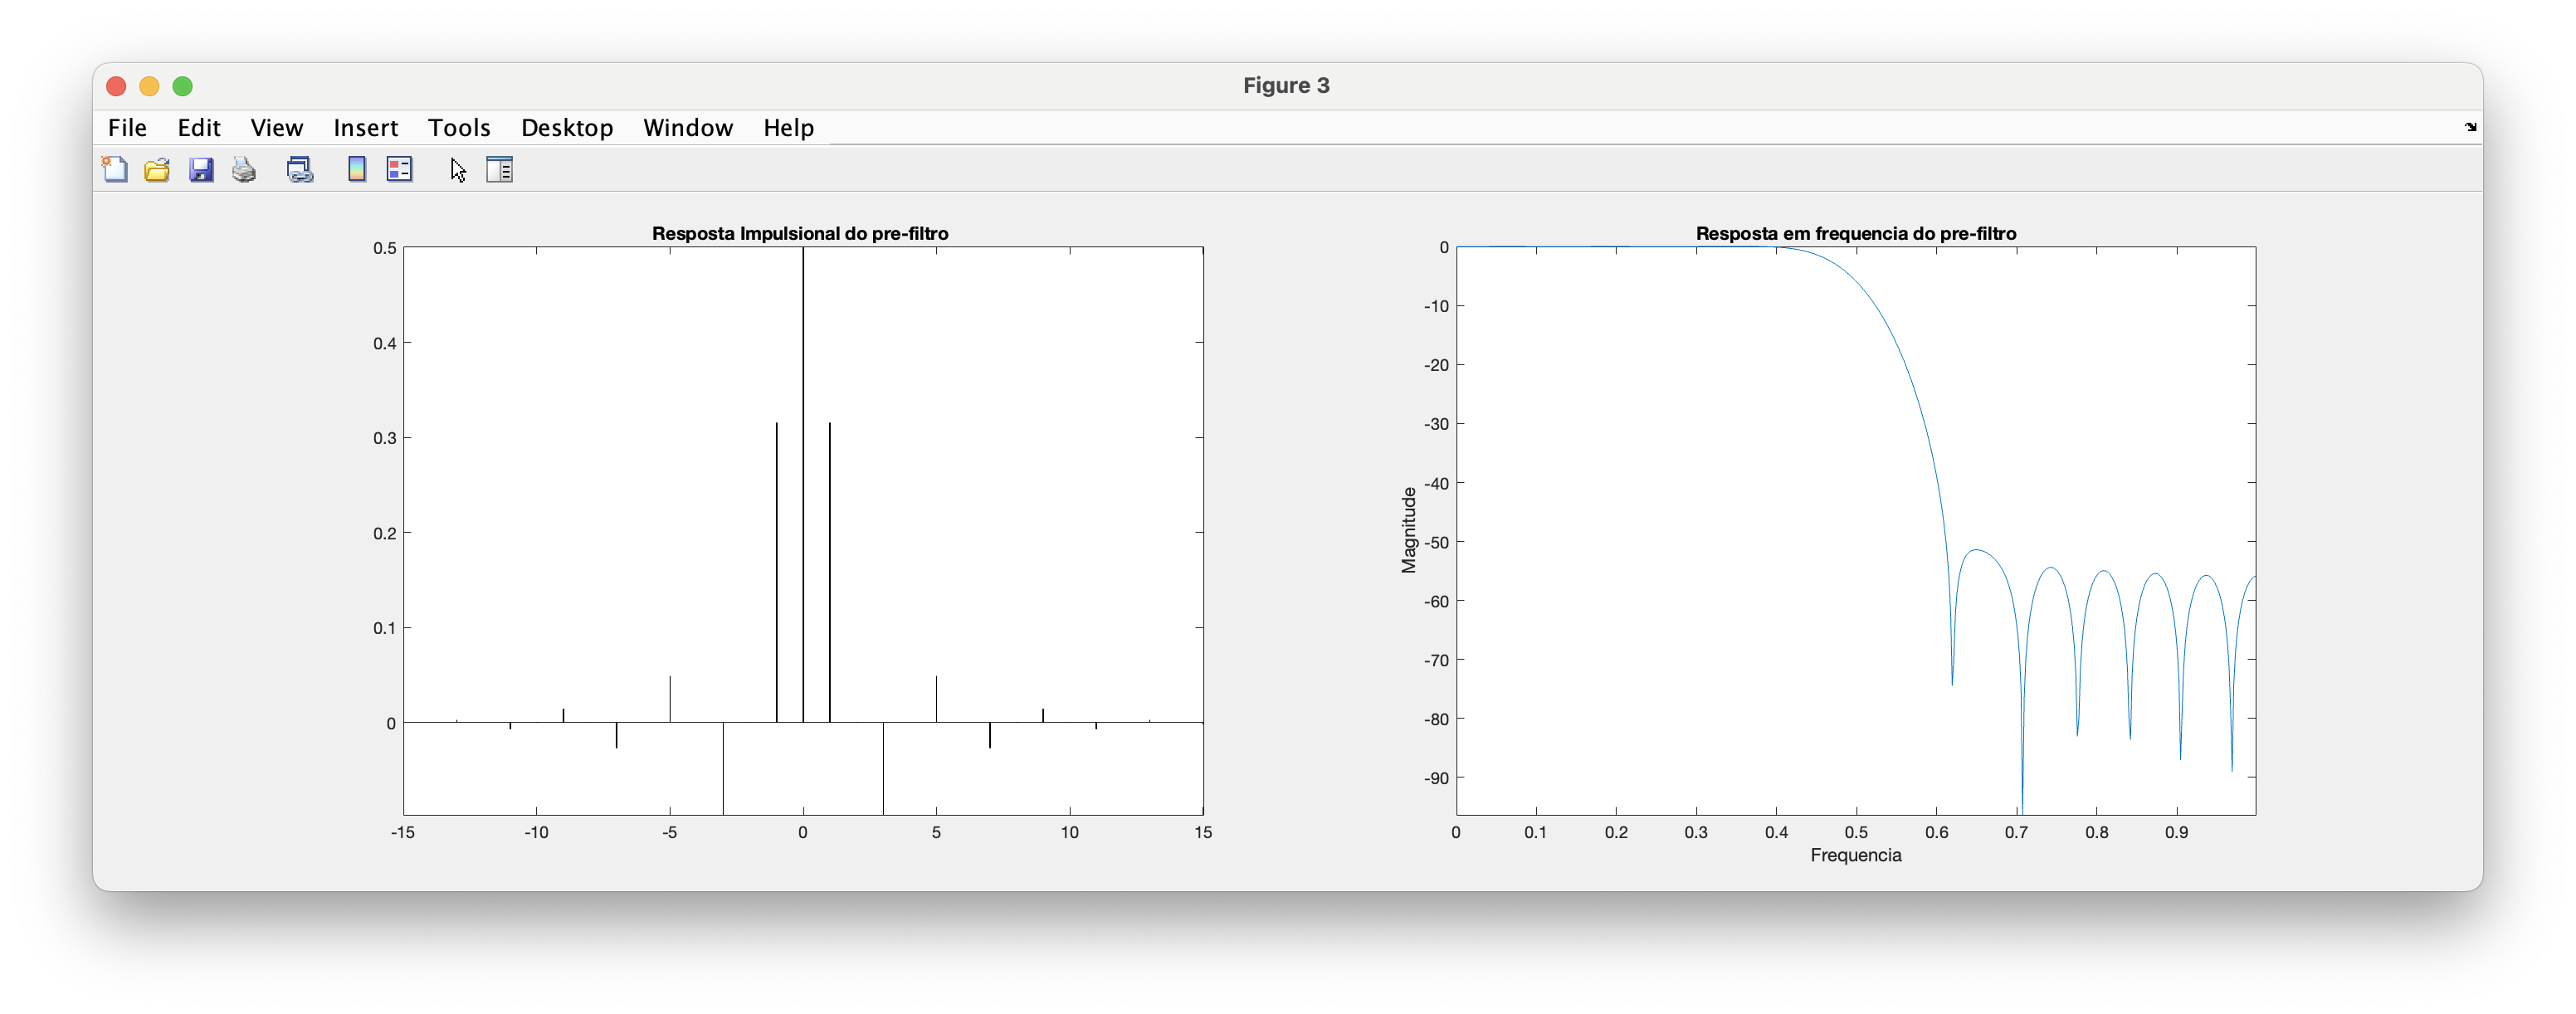 Figure 3
File Edit View Insert Tools Desktop Window Help
Resposta Impulsional do pre-filtro
0.5
0.4
0.3
0.2
0.1
0
-15 -10 -5 0 5 10 15
Resposta em frequencia do pre-filtro
0
-10
-20
-30
-40
-50
-60
-70
-80
-90
Magnitude
0 0.1 0.2 0.3 0.4 0.5 0.6 0.7 0.8 0.9
Frequencia